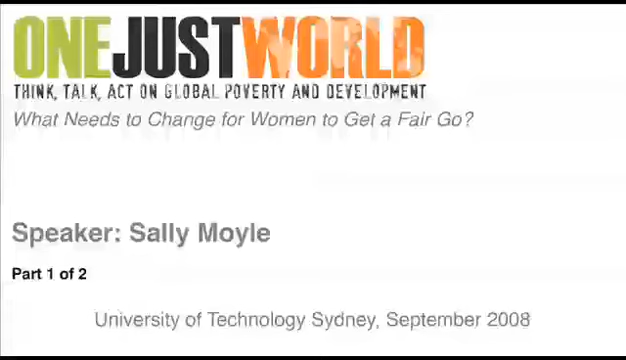 ONEJUSTWORLD
THINK, TALK, ACT ON GLOBAL POVERTY AND DEVELOPMENT
What Needs to Change for Women to Get a Fair Go?
Speaker: Sally Moyle
Part 1 of 2
University of Technology Sydney, September 2008